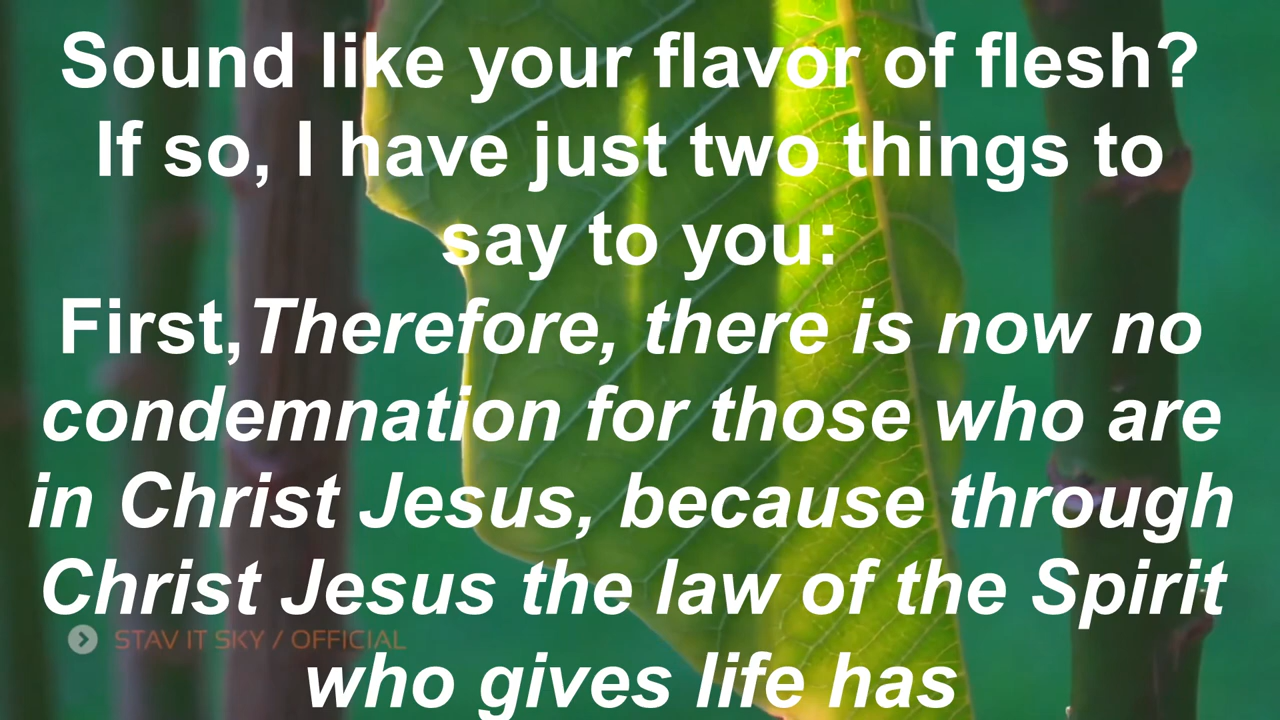 Sound like your flavor of flesh?
If so, I have just two things to
say to you:
First,Therefore, there is now no
condemnation for those who are
in Christ Jesus, because through
Christ Jesus the law of the Spirit
STAV IT SKY / OFFICIAL
who gives life has